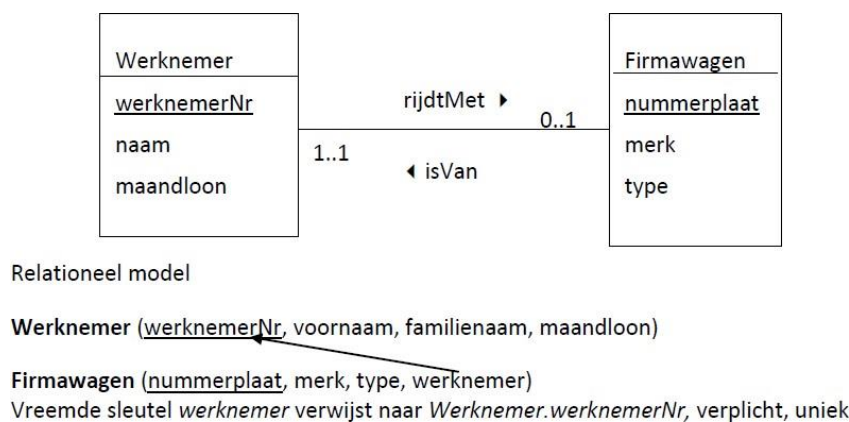 Werknemer
werknemerNr
naam
maandloon
rijdtMet ►
0..1
1..1
◄ isVan
Firmawagen
nummerplaat
merk
type
Relationeel model
Werknemer (werknemerNr, voornaam, familienaam, maandloon)
Firmawagen (nummerplaat, merk, type, werknemer)
Vreemde sleutel werknemer verwijst naar Werknemer.werknemerNr, verplicht, uniek